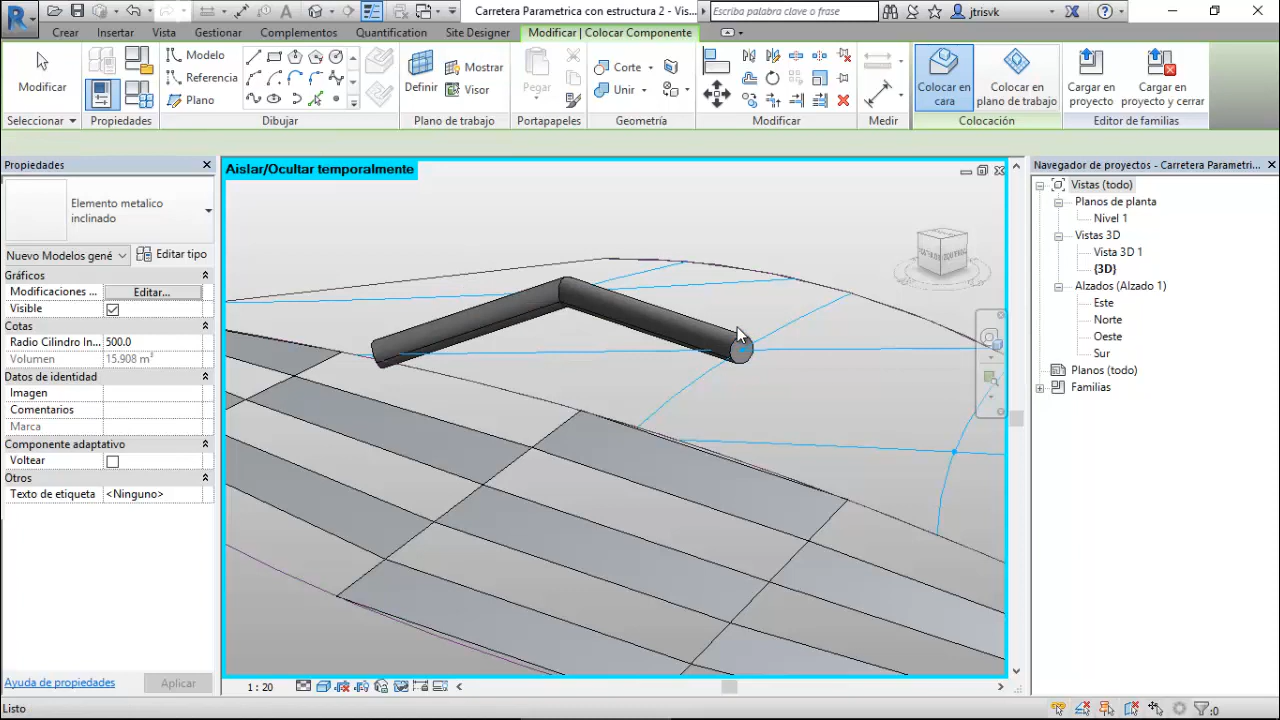 Carretera Parametrica con estructura 2 - Vis...
Escriba palabra clave o frase
jtrisvk
Crear
Insertar
Vista
Gestionar
Complementos
Quantification
Site Designer
Modificar | Colocar Componente
Modificar
Modelo
Referencia
Plano
Definir
Mostrar
Visor
Pegar
Corte
Unir
Colocar en cara
Colocar en plano de trabajo
Cargar en proyecto
Cargar en proyecto y cerrar
Seleccionar
Propiedades
Dibujar
Plano de trabajo
Portapapeles
Geometría
Modificar
Medir
Colocación
Editor de familias
Propiedades
Elemento metalico
inclinado
Nuevo Modelos gené
Editar tipo
Gráficos
Modificaciones ...
Editar...
Visible
Cotas
Radio Cilindro In... 500.0
Volumen 15.908 m³
Datos de identidad
Imagen
Comentarios
Marca
Componente adaptativo
Voltear
Otros
Texto de etiqueta <Ninguno>
Ayuda de propiedades
Aplicar
Aislar/Ocultar temporalmente
1 : 20
Navegador de proyectos - Carretera Parametri...
Vistas (todo)
Planos de planta
Nivel 1
Vistas 3D
Vista 3D 1
{3D}
Alzados (Alzado 1)
Este
Norte
Oeste
Sur
Planos (todo)
Familias
Listo
:0